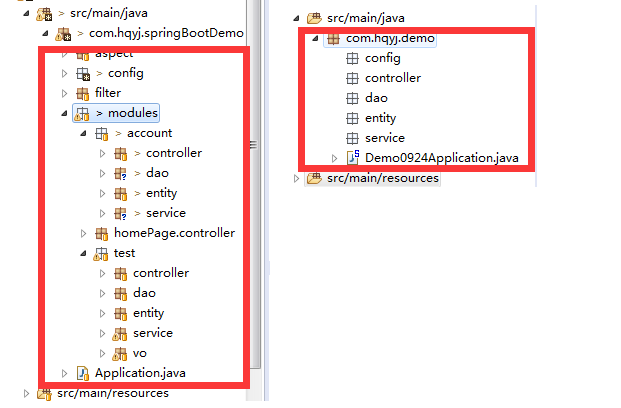 > src/main/java
> com.hqyj.springBootDemo
aspect
> config
filter
> modules
> account
> controller
> dao
> entity
> service
homePage.controller
test
controller
dao
entity
service
vo
Application.java
src/main/resources
src/main/java
com.hqyj.demo
config
controller
dao
entity
service
Demo0924Application.java
src/main/resources